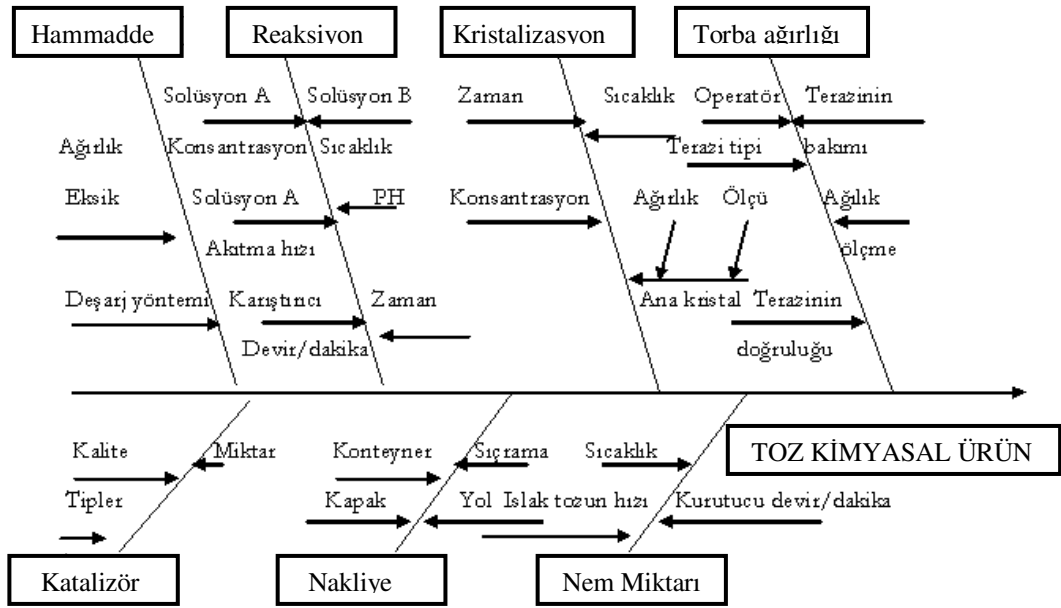 Hammadde Reaksiyon Kristalizasyon Torba ağırlığı
Solüsyon A Solüsyon B Zaman Sıcaklık Operatör Terazinin
Ağırlık Konsantrasyon Sıcaklık Terazi tipi bakımı
Eksik Solüsyon A PH Konsantrasyon Ağırlık Ölçü Ağılık
Akıtma hızı ölçme
Deşarj yöntemi Karıştırıcı Zaman Ana kristal Terazinin
Devir/dakika doğruluğu
Kalite Miktar Konteyner Sıçrama Sıcaklık TOZ KİMYASAL ÜRÜN
Tipler Kapak Yol Islak tozun hızı Kurutucu devir/dakika
Katalizör Nakliye Nem Miktarı